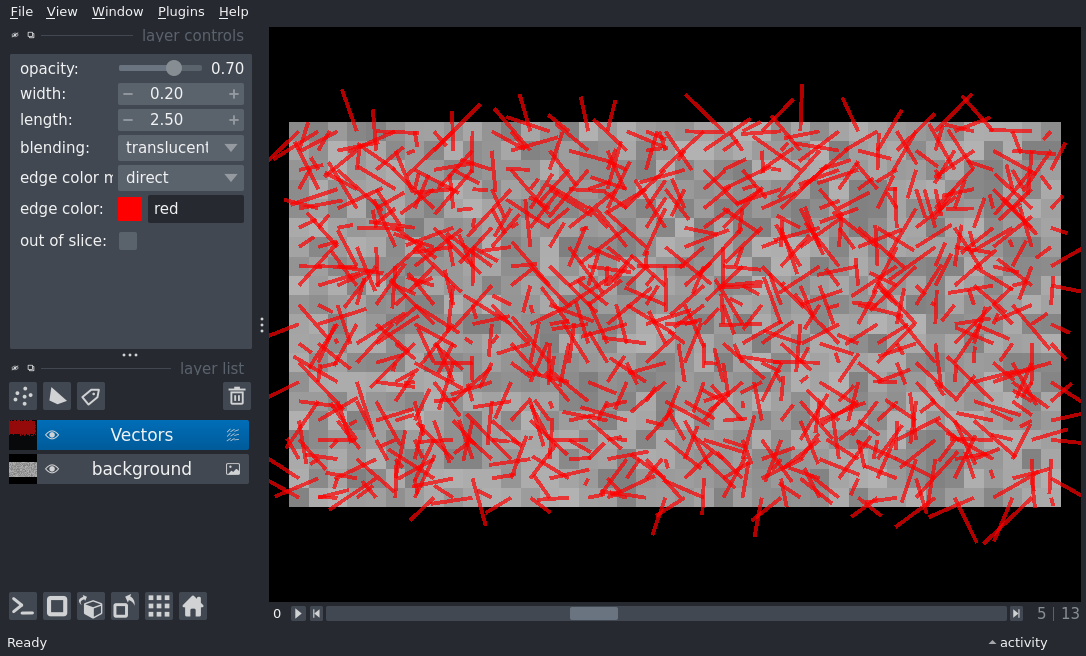 File View Window Plugins Help
layer controls
opacity: 0.70
width: 0.20
length: 2.50
blending: translucent
edge color m direct
edge color: red
out of slice:
layer list
Vectors
background
0 5 | 13
Ready activity